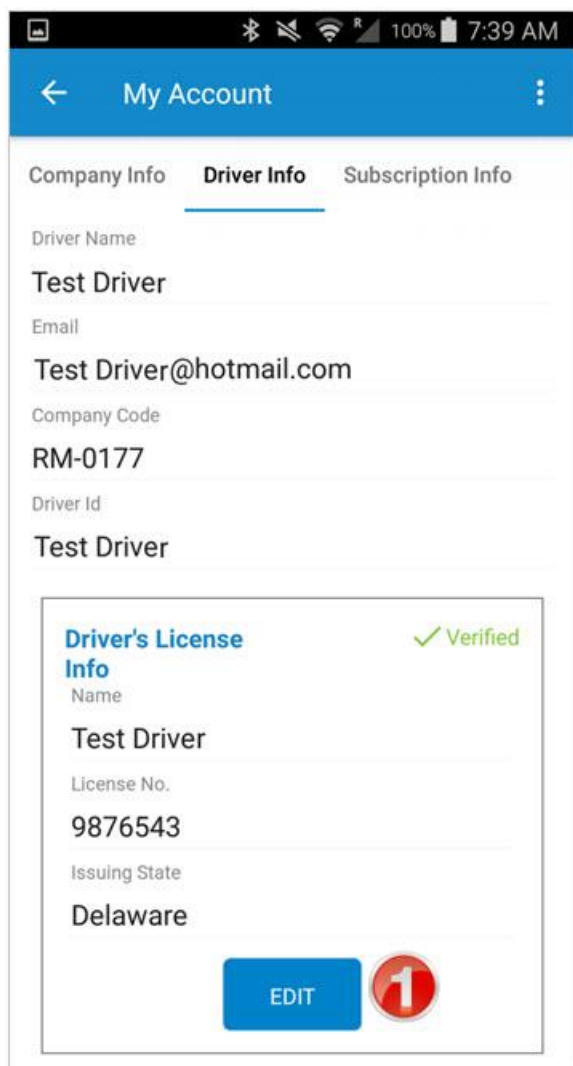 R 100% 7:39 AM
My Account
Company Info Driver Info Subscription Info
Driver Name
Test Driver
Email
Test Driver@hotmail.com
Company Code
RM-0177
Driver Id
Test Driver
Driver's License Verified
Info
Name
Test Driver
License No.
9876543
Issuing State
Delaware
EDIT 1